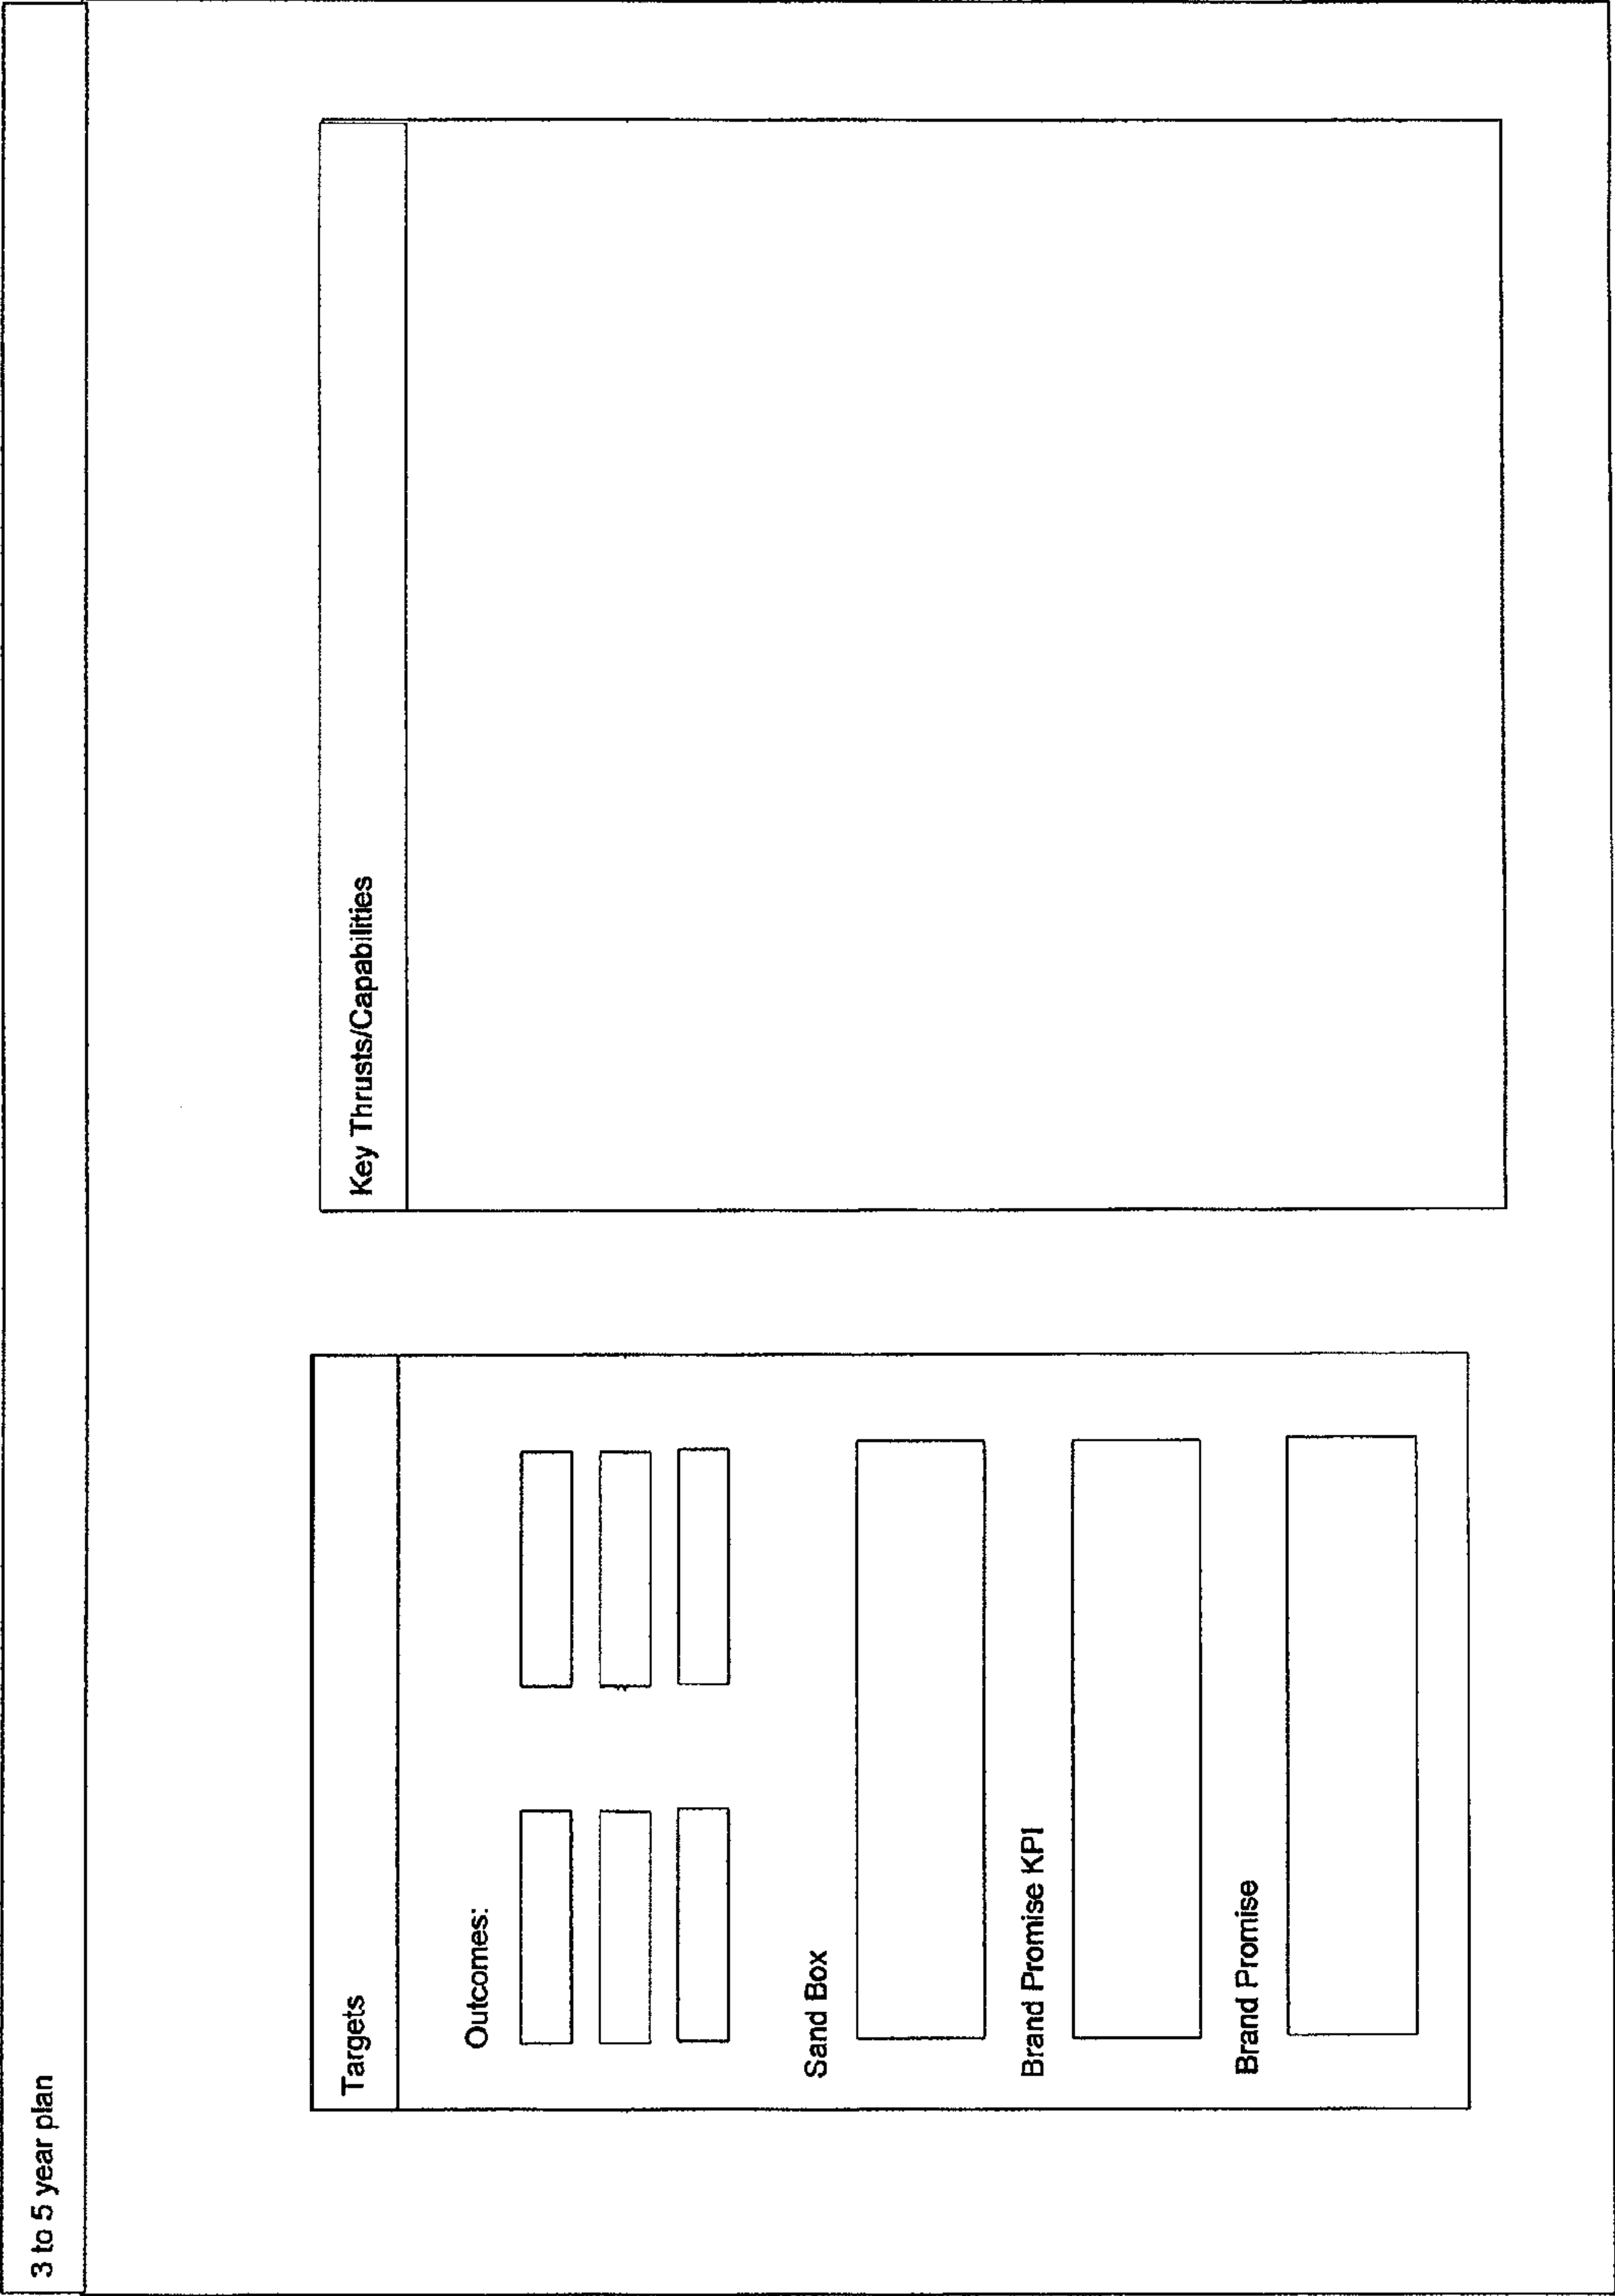 3 to 5 year plan
Targets
Outcomes:
Sand Box
Brand Promise KPI
Brand Promise
Key Thrusts/Capabilities